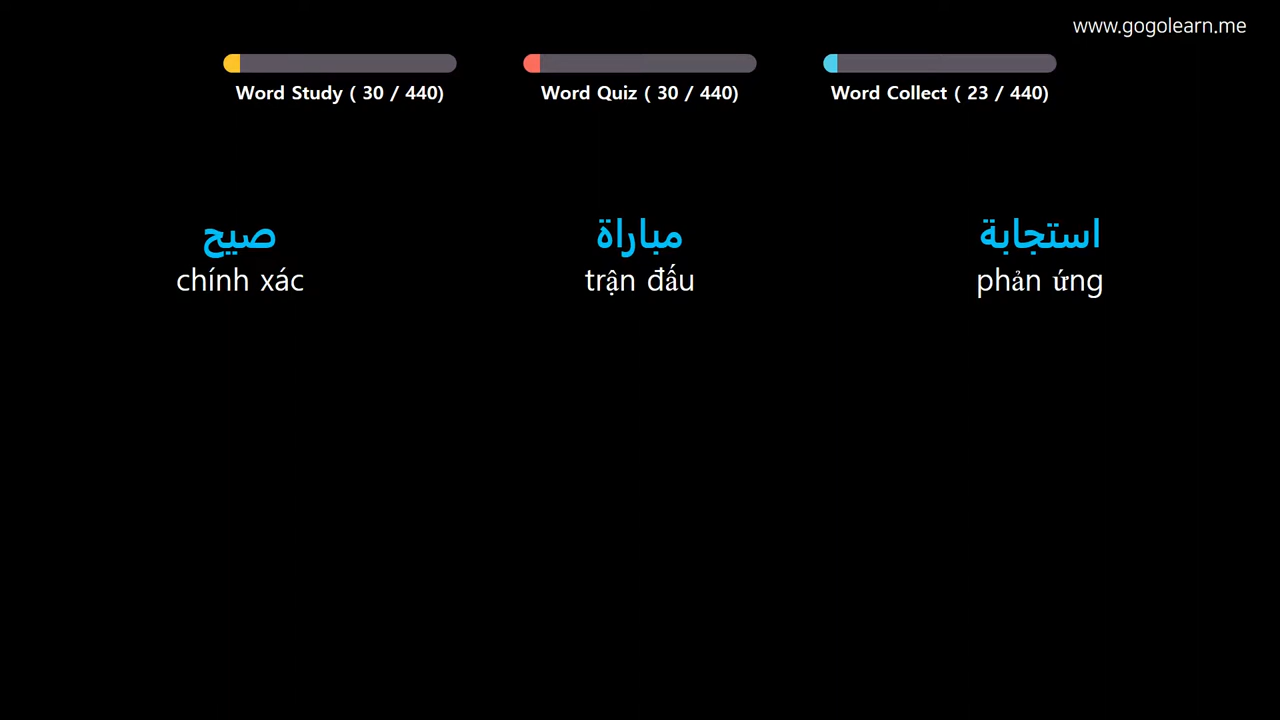 www.gogolearn.me
Word Study ( 30 / 440)
Word Quiz ( 30 / 440)
Word Collect ( 23 / 440)
صيح
chính xác
مباراة
trận đấu
استجابة
phản ứng